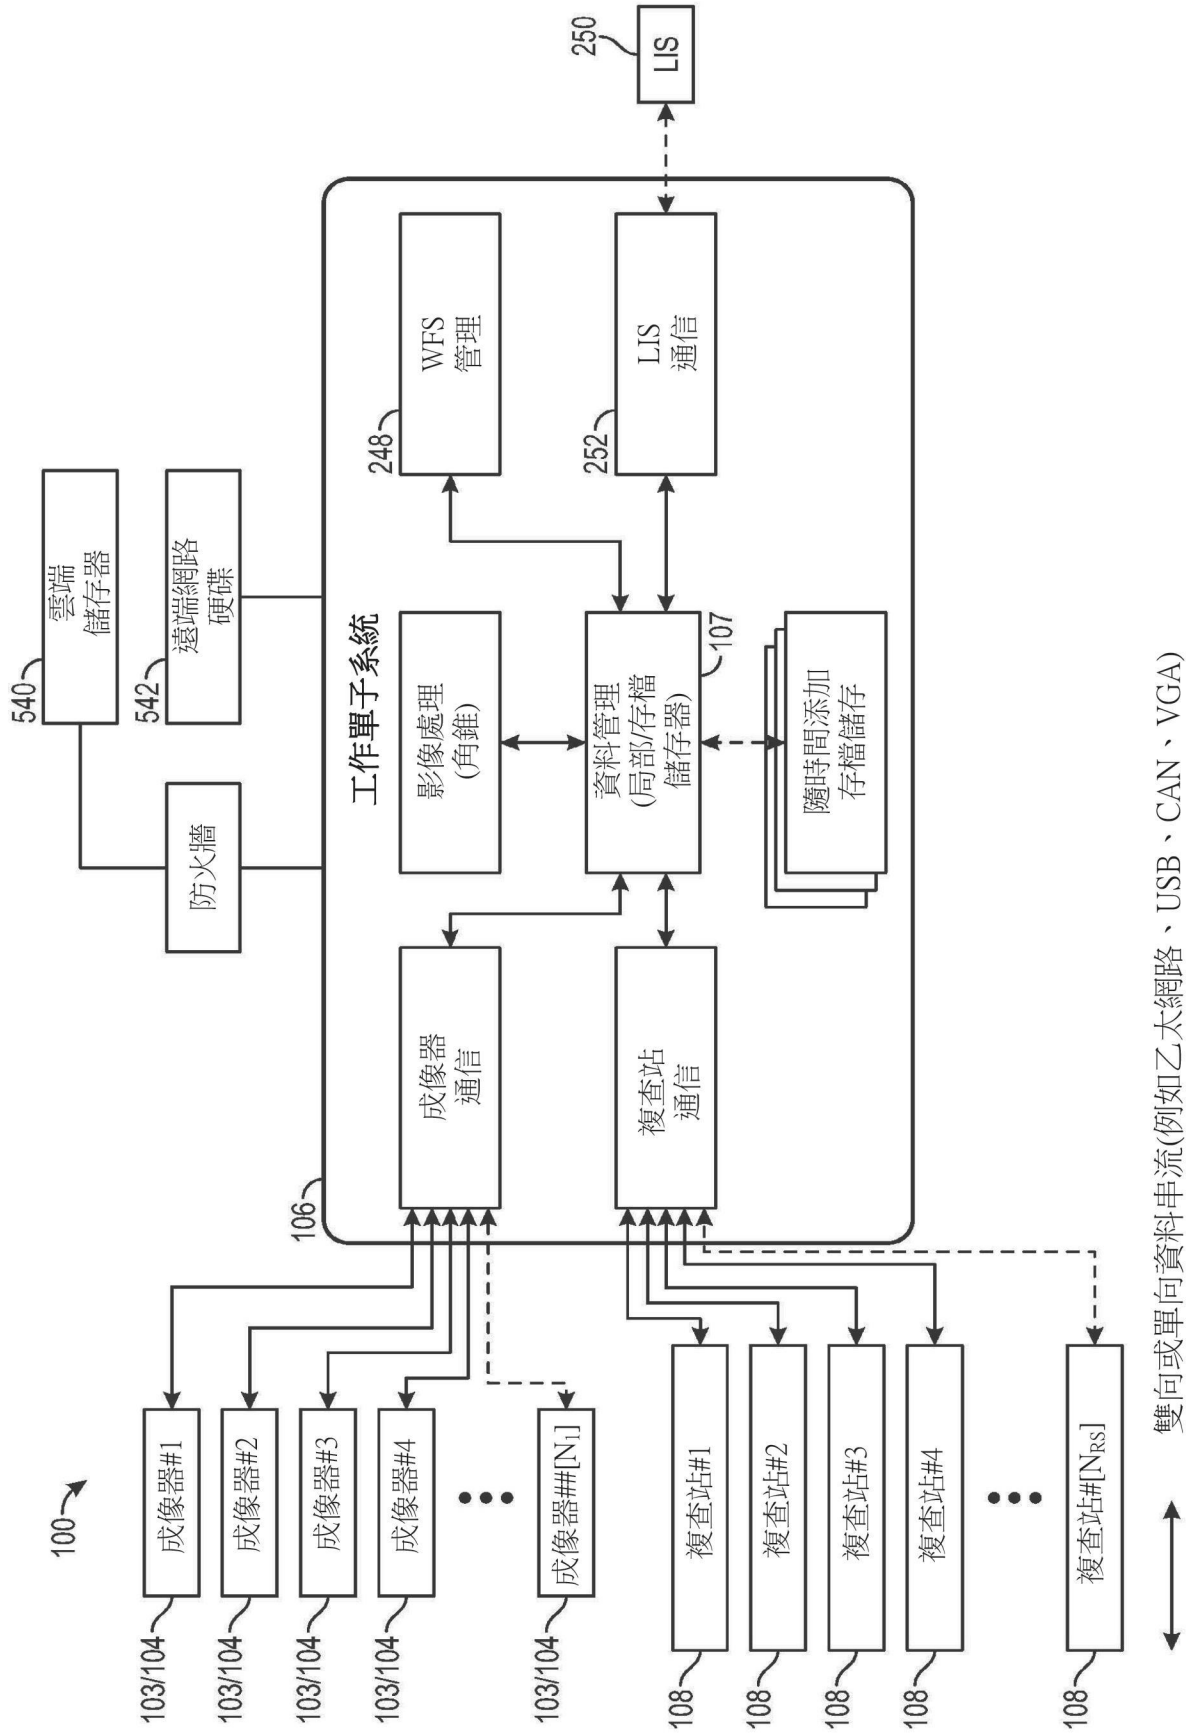 100
103/104
成像器#1
103/104
成像器#2
103/104
成像器#3
103/104
成像器#4
103/104
成像器##[N1]
108
複查站#1
108
複查站#2
108
複查站#3
108
複查站#4
108
複查站#[NRS]
106
工作單子系統
成像器
通信
複查站
通信
影像處理
(角錐)
資料管理
(局部/存檔
儲存器)
107
隨時間添加
存檔儲存
248
WFS
管理
252
LIS
通信
防火牆
540
雲端
儲存器
542
遠端網路
硬碟
250
LIS
雙向或單向資料串流(例如乙太網路、USB、CAN、VGA)